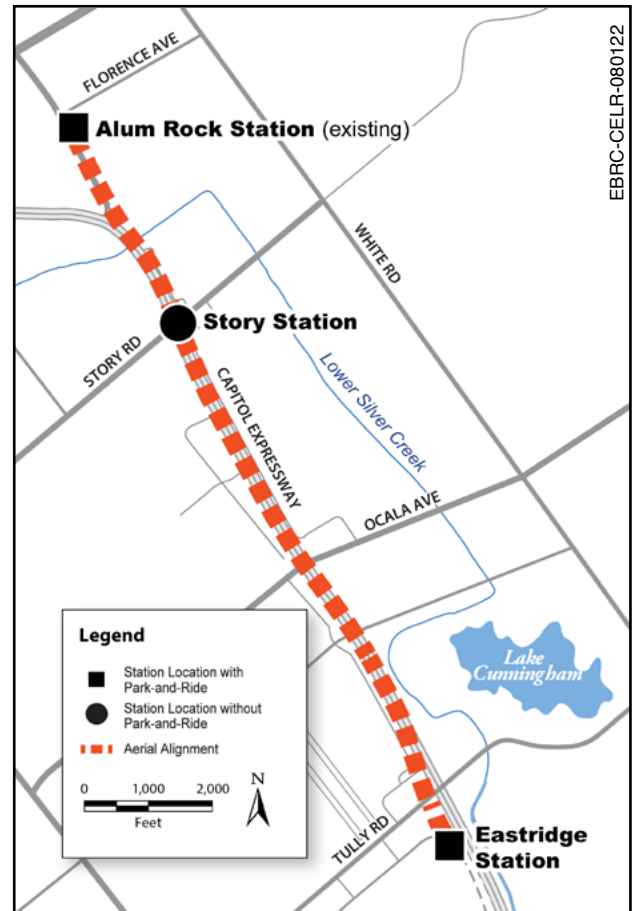 EBRC-CELR-080122
FLORENCE AVE
Alum Rock Station (existing)
WHITE RD
Story Station
STORY RD
Lower Silver Creek
CAPITOL EXPRESSWAY
OCALA AVE
Lake
Cunningham
Legend
Station Location with
Park-and-Ride
Station Location without
Park-and-Ride
Aerial Alignment
0 1,000 2,000
Feet
N
TULLY RD
Eastridge
Station